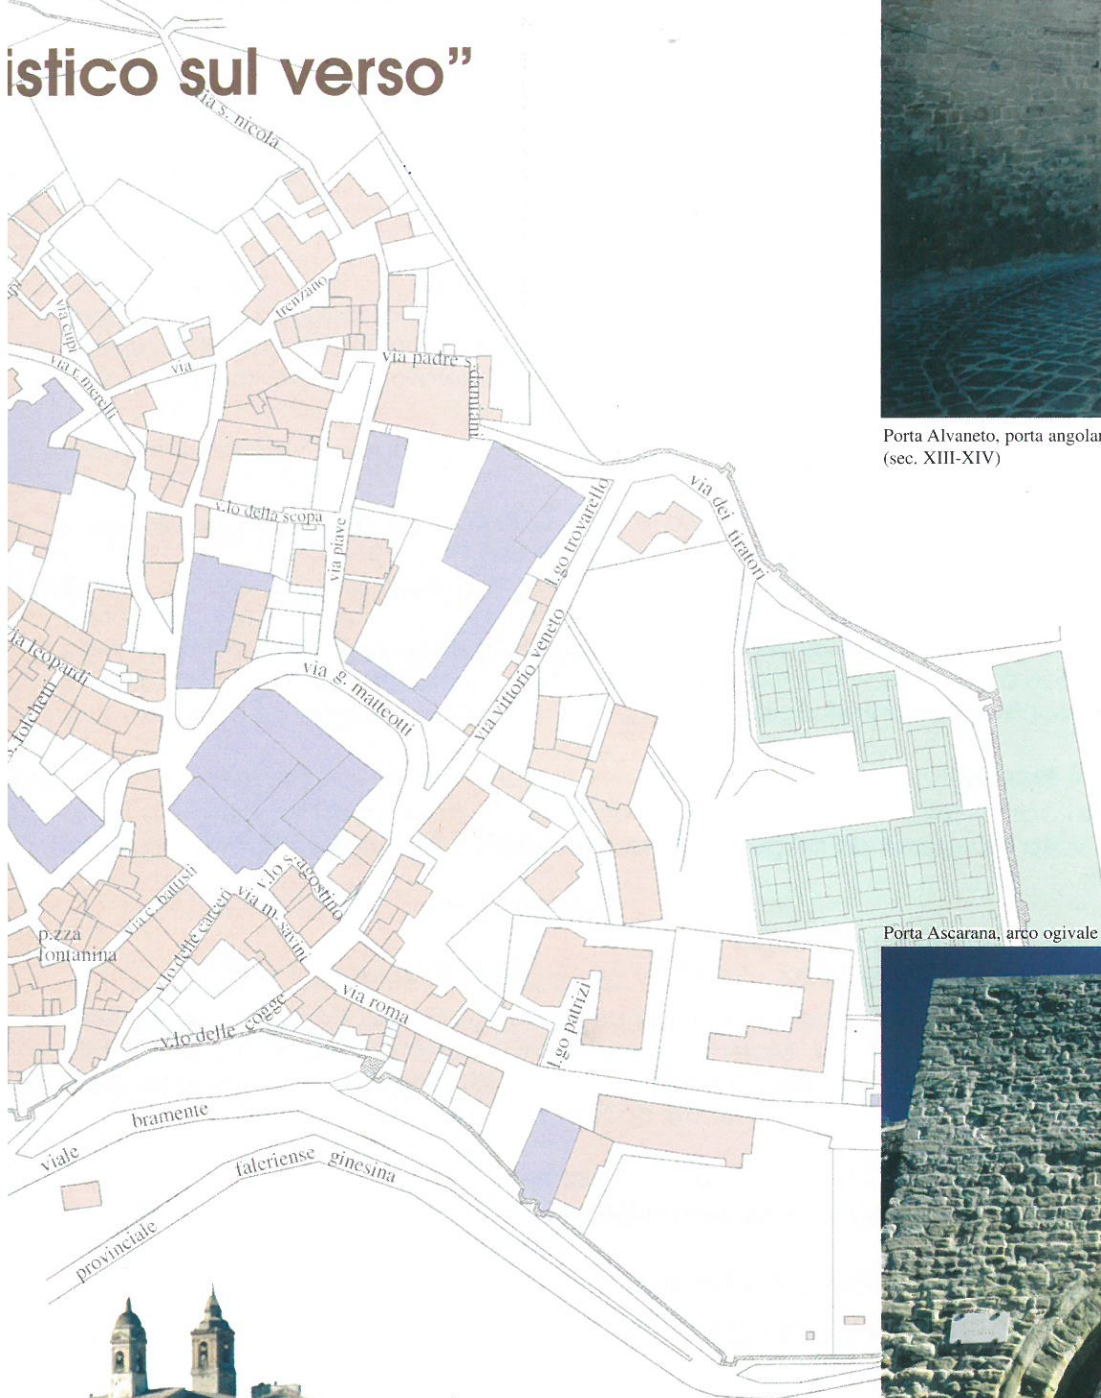 istico sul verso”
via s. nicola
trenzano
via cupi
via r. merelli
via
via padre s. damiani
Porta Alvaneto, porta angolar
(sec. XIII-XIV)
v.lo della scopa
via piave
l.go trovarello
via dei tiratori
via vittorio veneto
via g. matteotti
leopardi
folchetti
v.lo s. agostino
via m. savini
v.lo delle carceri
via e. battisti
p.zza
fontanina
v.lo delle cogge
via roma
l.go patrizi
Porta Ascarana, arco ogivale
viale bramente
provinciale faleriense ginesina